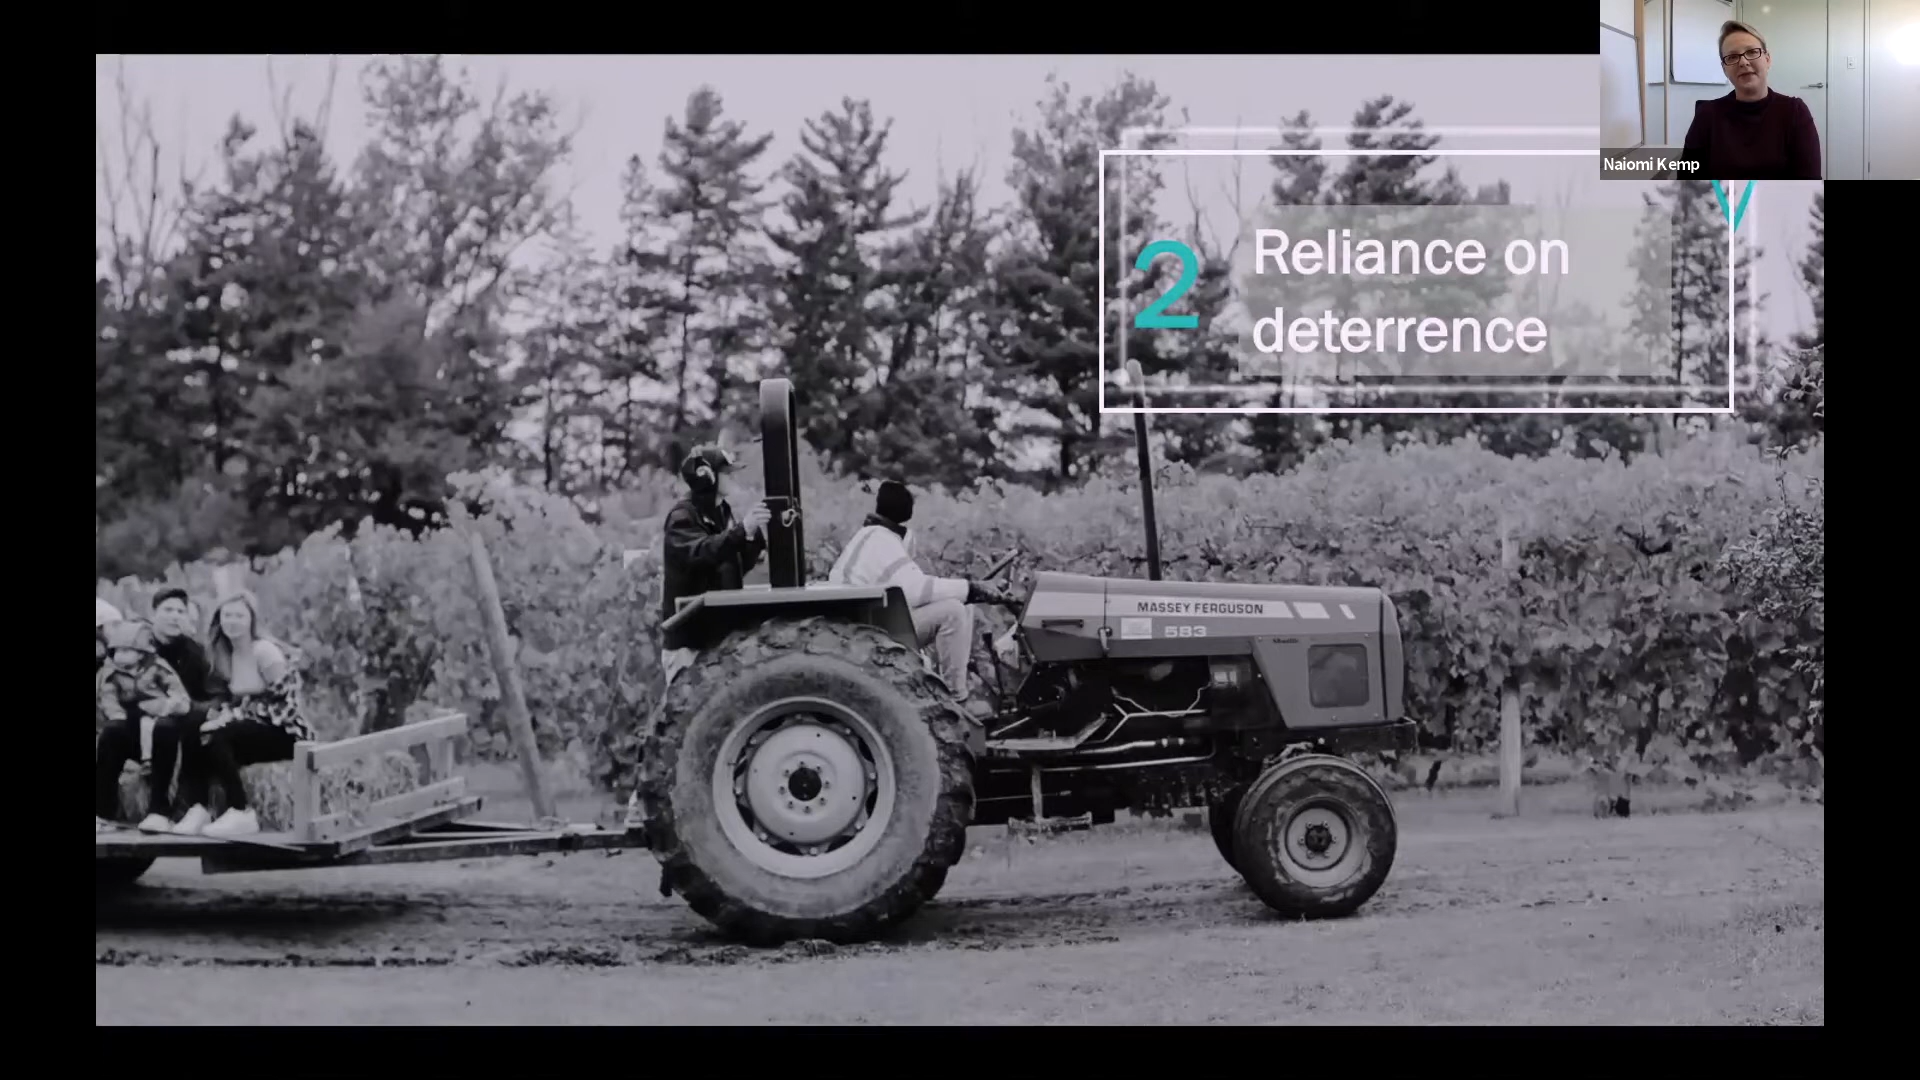 Naiomi Kemp
2
Reliance on
deterrence
MASSEY FERGUSON
583